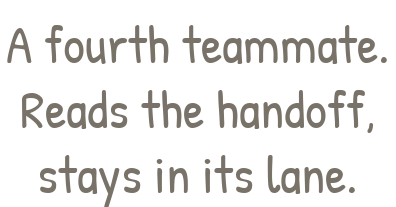 A fourth teammate.
Reads the handoff,
stays in its lane.